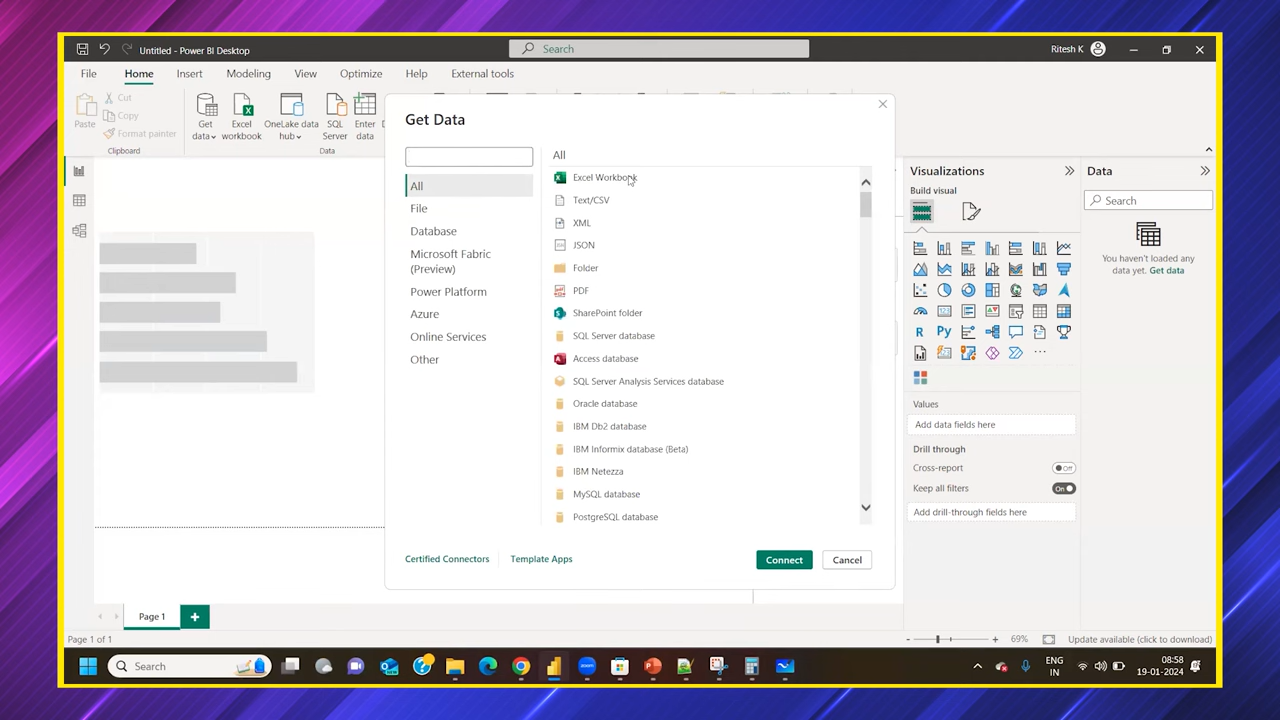 Untitled - Power BI Desktop
Search
Ritesh K
File
Home
Insert
Modeling
View
Optimize
Help
External tools
Paste
Cut
Copy
Format painter
Clipboard
Get data
Excel workbook
OneLake data hub
SQL Server
Enter data
Data
Get Data
All
File
Database
Microsoft Fabric
(Preview)
Power Platform
Azure
Online Services
Other
All
Excel Workbook
Text/CSV
XML
JSON
Folder
PDF
SharePoint folder
SQL Server database
Access database
SQL Server Analysis Services database
Oracle database
IBM Db2 database
IBM Informix database (Beta)
IBM Netezza
MySQL database
PostgreSQL database
Certified Connectors
Template Apps
Connect
Cancel
Visualizations
Build visual
R
Py
Values
Add data fields here
Drill through
Cross-report
Off
Keep all filters
On
Add drill-through fields here
Data
Search
You haven't loaded any
data yet. Get data
Page 1
Page 1 of 1
69%
Update available (click to download)
Search
ENG
IN
08:58
19-01-2024